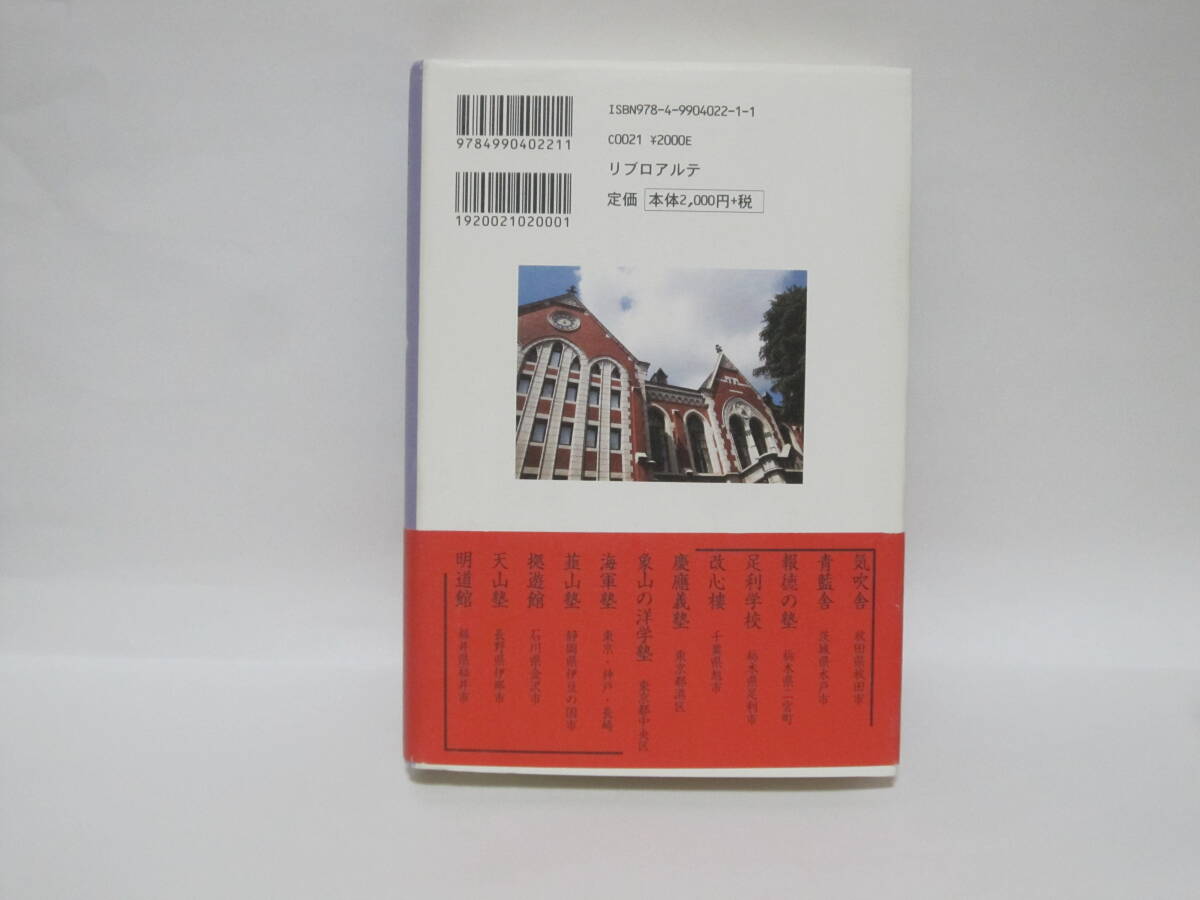 ISBN978-4-9904022-1-1
9784990402211
C0021 ¥2000E
リブロアルテ
定価 本体2,000円+税
1920021020001
気吹舎 秋田県秋田市
青藍舎 茨城県水戸市
報徳の塾 栃木県二宮町
足利学校 栃木県足利市
改心楼 千葉県旭市
慶應義塾 東京都港区
象山の洋学塾 東京都中央区
海軍塾 東京・神戸・長崎
韮山塾 静岡県伊豆の国市
拠遊館 石川県金沢市
天山塾 長野県伊那市
明道館 福井県福井市